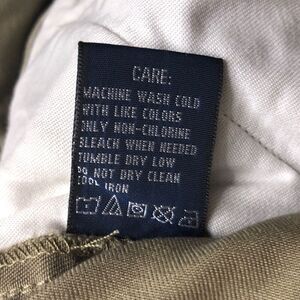 CARE:
MACHINE WASH COLD
WITH LIKE COLORS
ONLY NON-CHLORINE
BLEACH WHEN NEEDED
TUMBLE DRY LOW
DO NOT DRY CLEAN
COOL IRON